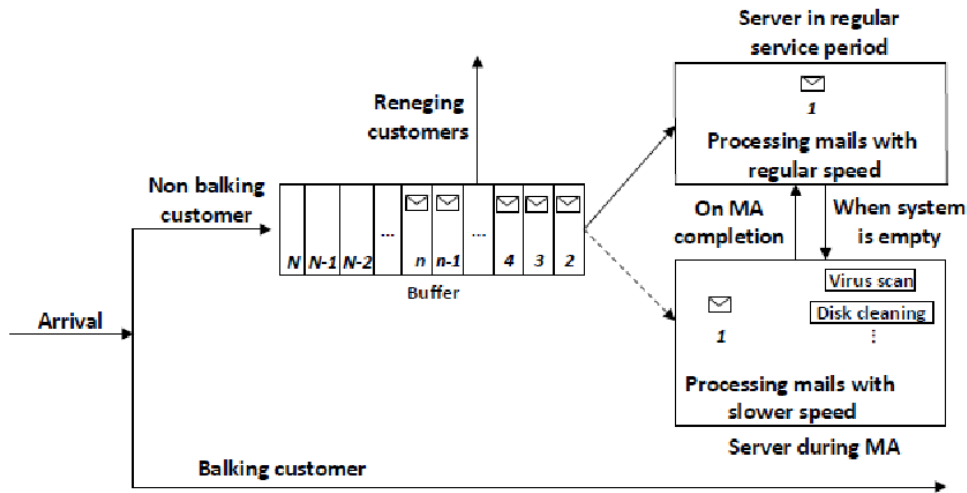 Server in regular
service period
1
Processing mails with
regular speed
Reneging
customers
Non balking
customer
N N-1 N-2 ... n n-1 ... 4 3 2
Buffer
On MA
completion
When system
is empty
Arrival
Virus scan
Disk cleaning
⋮
1
Processing mails with
slower speed
Server during MA
Balking customer